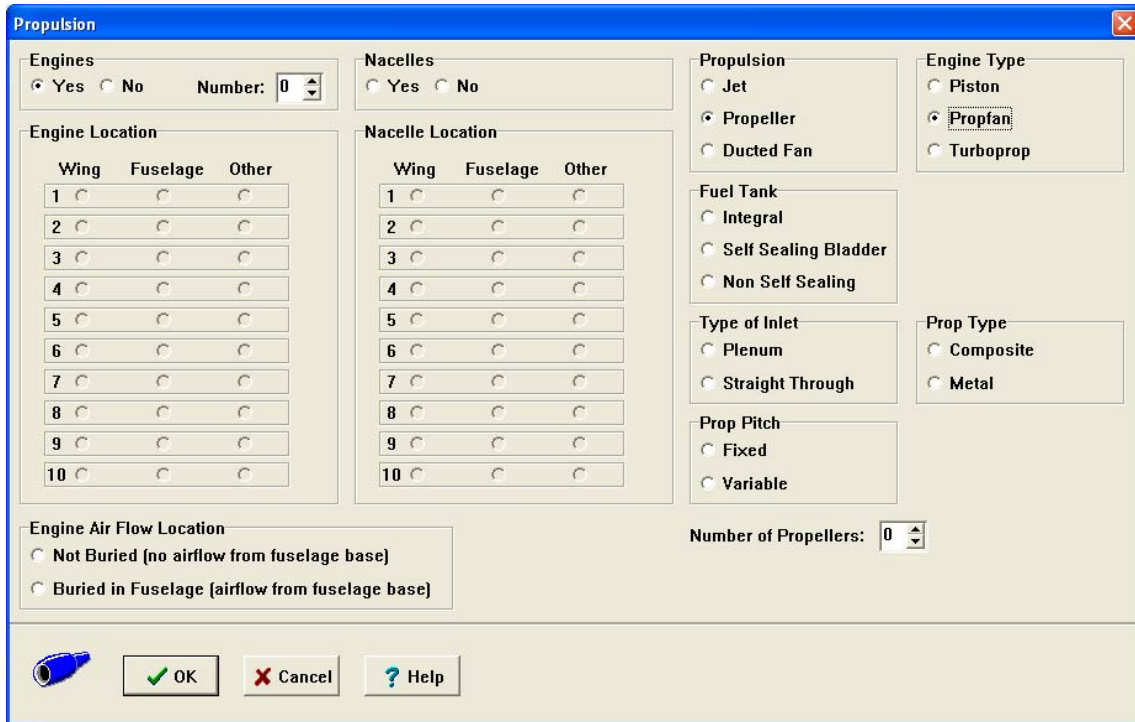 Propulsion
Engines
Yes No Number: 0
Nacelles
Yes No
Propulsion
Jet
Propeller
Ducted Fan
Engine Type
Piston
Propfan
Turboprop
Engine Location
Wing Fuselage Other
1
2
3
4
5
6
7
8
9
10
Nacelle Location
Wing Fuselage Other
1
2
3
4
5
6
7
8
9
10
Fuel Tank
Integral
Self Sealing Bladder
Non Self Sealing
Type of Inlet
Plenum
Straight Through
Prop Type
Composite
Metal
Prop Pitch
Fixed
Variable
Engine Air Flow Location
Not Buried (no airflow from fuselage base)
Buried in Fuselage (airflow from fuselage base)
Number of Propellers: 0
OK Cancel ? Help